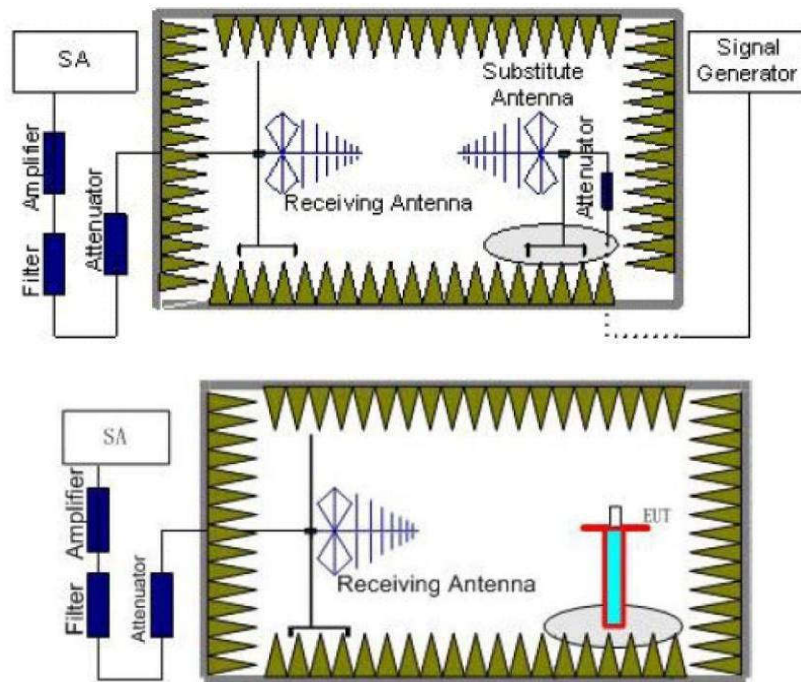 SA
Signal
Generator
Substitute
Antenna
Amplifier
Attenuator
Attenuator
Receiving Antenna
Filter
SA
Amplifier
EUT
Receiving Antenna
Filter
Attenuator